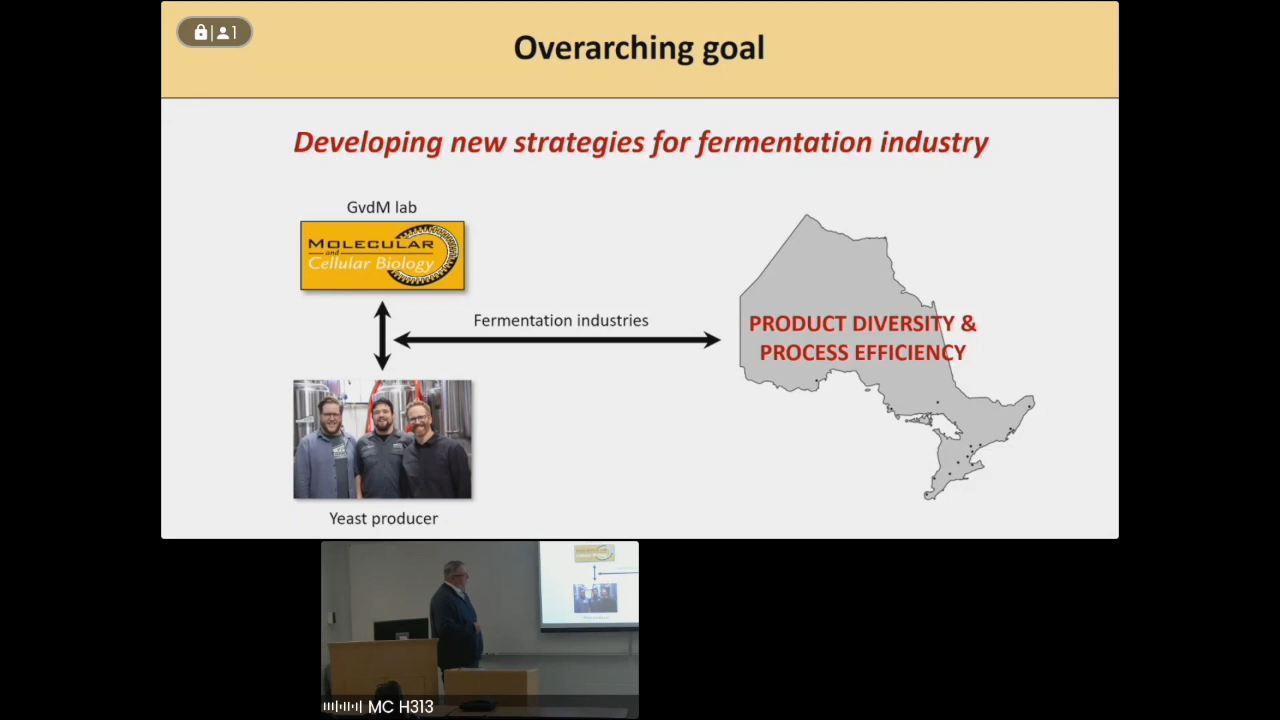 1
Overarching goal
Developing new strategies for fermentation industry
GvdM lab
MOLECULAR
and
Cellular Biology
Fermentation industries
PRODUCT DIVERSITY &
PROCESS EFFICIENCY
Yeast producer
MC H313